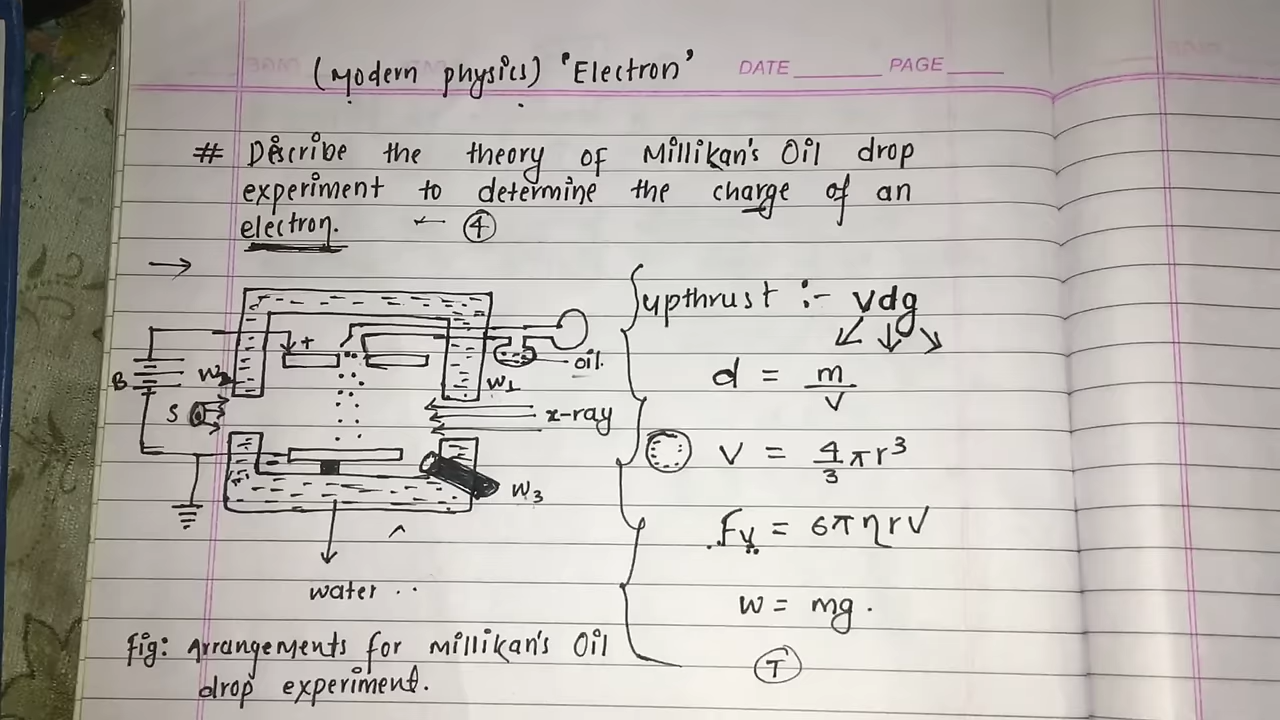 (Modern physics) 'Electron'
DATE PAGE
# Describe the theory of Millikan's Oil drop
experiment to determine the charge of an
electron. ← ④
→
+
B
W₂
S
oil.
W₁
x-ray
W₃
water ..
Fig: Arrangements for Millikan's Oil
drop experiment.
upthrust :- Vdg
d = m/V
V = 4/3 πr³
Fv = 6πηrV
W = mg.
T